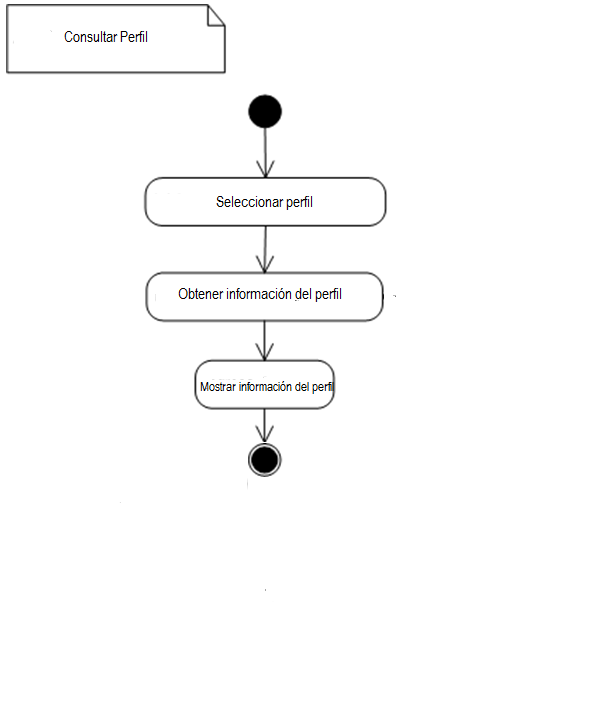 Consultar Perfil
Seleccionar perfil
Obtener información del perfil
Mostrar información del perfil